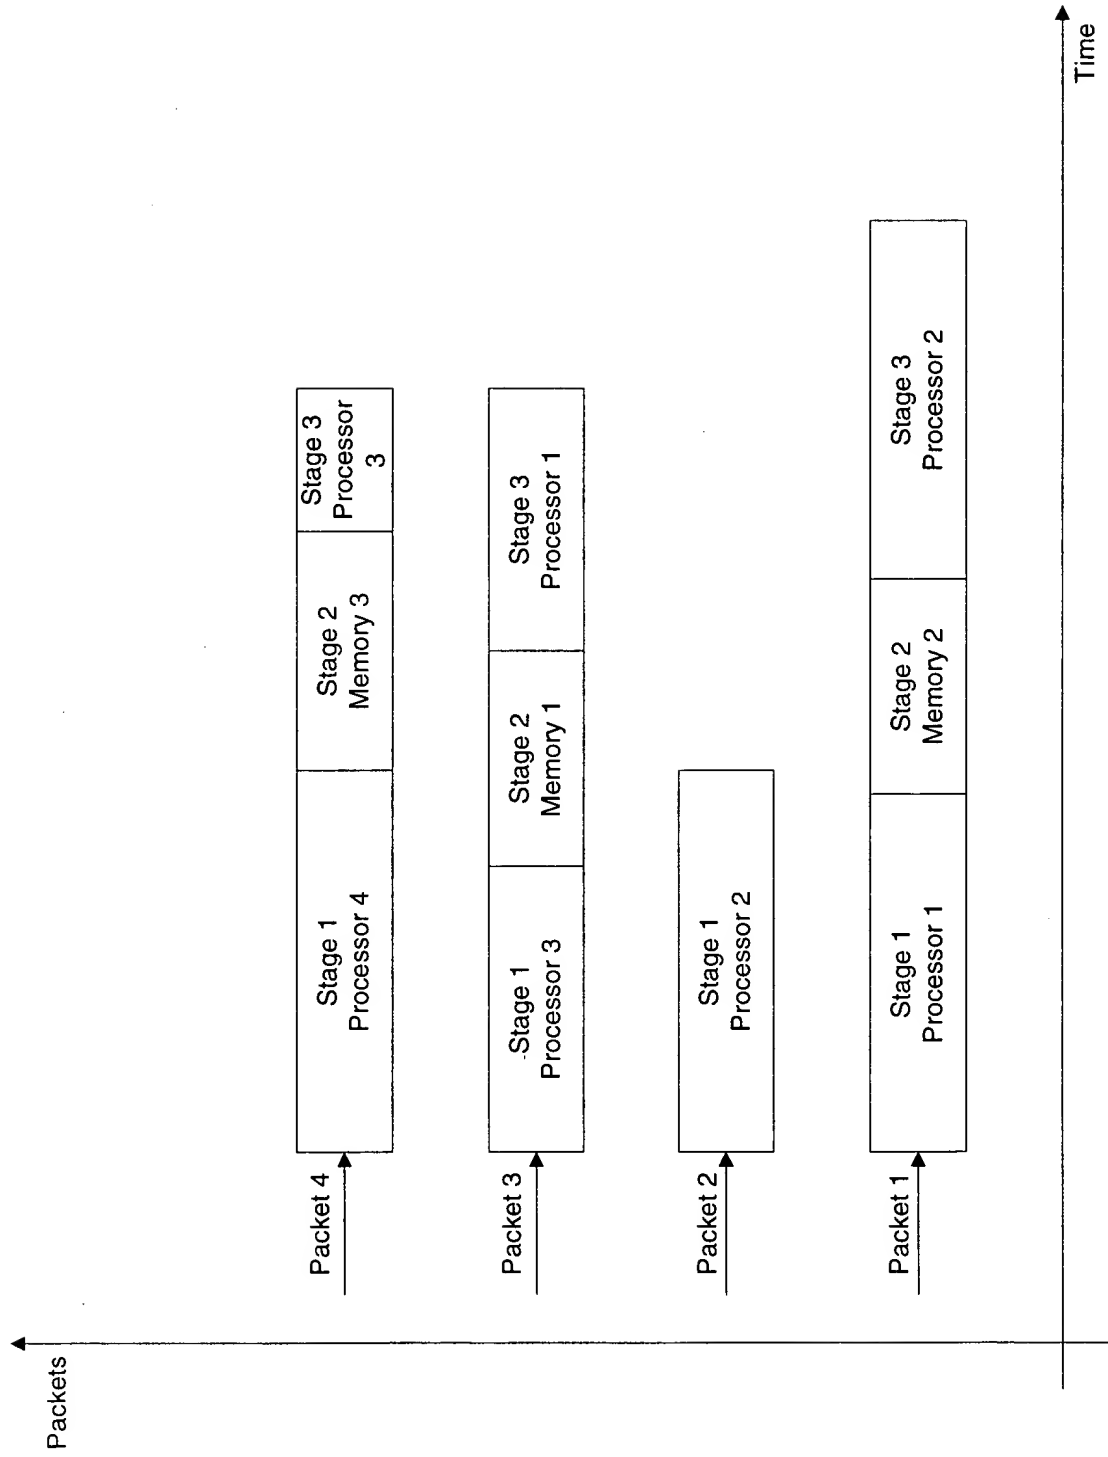 Packets
Packet 4
Stage 1
Processor 4
Stage 2
Memory 3
Stage 3
Processor
3
Packet 3
Stage 1
Processor 3
Stage 2
Memory 1
Stage 3
Processor 1
Packet 2
Stage 1
Processor 2
Packet 1
Stage 1
Processor 1
Stage 2
Memory 2
Stage 3
Processor 2
Time